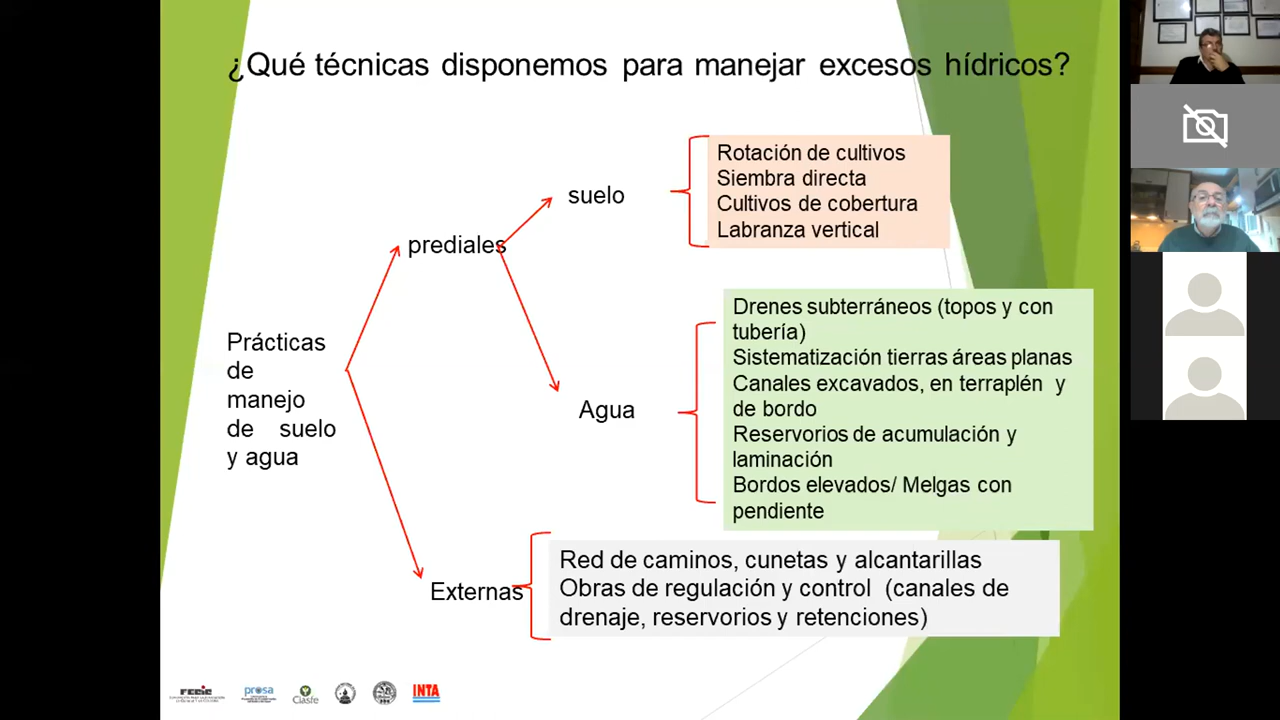 ¿Qué técnicas disponemos para manejar excesos hídricos?
Rotación de cultivos
Siembra directa
Cultivos de cobertura
Labranza vertical
suelo
prediales
Drenes subterráneos (topos y con
tubería)
Sistematización tierras áreas planas
Canales excavados, en terraplén y
de bordo
Reservorios de acumulación y
laminación
Bordos elevados/ Melgas con
pendiente
Agua
Prácticas
de
manejo
de suelo
y agua
Externas
Red de caminos, cunetas y alcantarillas
Obras de regulación y control (canales de
drenaje, reservorios y retenciones)
prosa
Clasfe
INTA